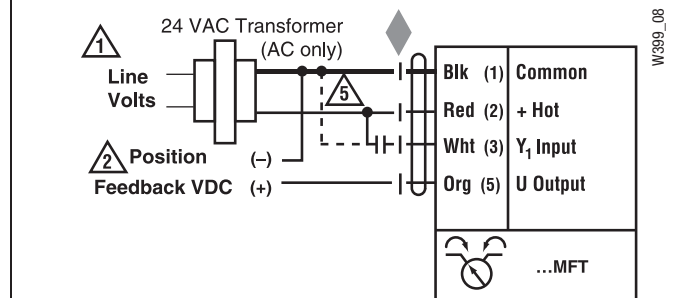 24 VAC Transformer
(AC only)
W399_08
1
Line
Volts
5
Blk (1) Common
Red (2) + Hot
Wht (3) Y1 Input
2 Position (–)
Feedback VDC (+)
Org (5) U Output
...MFT